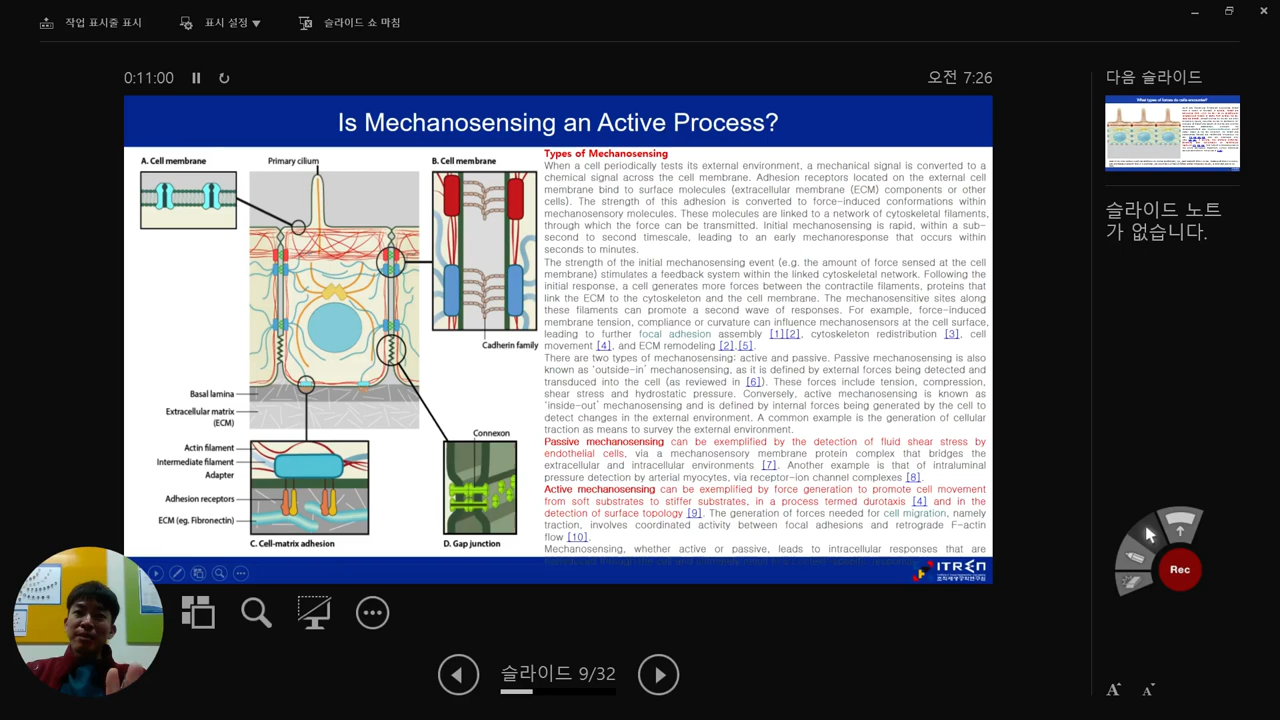 작업 표시줄 표시
표시 설정 ▼
슬라이드 쇼 마침
0:11:00
오전 7:26
다음 슬라이드
Is Mechanosensing an Active Process?
A. Cell membrane
Primary cilium
B. Cell membrane
Cadherin family
Basal lamina
Extracellular matrix
(ECM)
Connexon
Actin filament
Intermediate filament
Adapter
Adhesion receptors
ECM (eg. Fibronectin)
C. Cell-matrix adhesion
D. Gap junction
Types of Mechanosensing
When a cell periodically tests its external environment, a mechanical signal is converted to a
chemical signal across the cell membrane. Adhesion receptors located on the external cell
membrane bind to surface molecules (extracellular membrane (ECM) components or other
cells). The strength of this adhesion is converted to force-induced conformations within
mechanosensory molecules. These molecules are linked to a network of cytoskeletal filaments,
through which the force can be transmitted. Initial mechanosensing is rapid, within a sub-
second to second timescale, leading to an early mechanoresponse that occurs within
seconds to minutes.
The strength of the initial mechanosensing event (e.g. the amount of force sensed at the cell
membrane) stimulates a feedback system within the linked cytoskeletal network. Following the
initial response, a cell generates more forces between the contractile filaments, proteins that
link the ECM to the cytoskeleton and the cell membrane. The mechanosensitive sites along
these filaments can promote a second wave of responses. For example, force-induced
membrane tension, compliance or curvature can influence mechanosensors at the cell surface,
leading to further focal adhesion assembly [1][2], cytoskeleton redistribution [3], cell
movement [4], and ECM remodeling [2],[5].
There are two types of mechanosensing: active and passive. Passive mechanosensing is also
known as 'outside-in' mechanosensing, as it is defined by external forces being detected and
transduced into the cell (as reviewed in [6]). These forces include tension, compression,
shear stress and hydrostatic pressure. Conversely, active mechanosensing is known as
'inside-out' mechanosensing and is defined by internal forces being generated by the cell to
detect changes in the external environment. A common example is the generation of cellular
traction as means to survey the external environment.
Passive mechanosensing can be exemplified by the detection of fluid shear stress by
endothelial cells, via a mechanosensory membrane protein complex that bridges the
extracellular and intracellular environments [7]. Another example is that of intraluminal
pressure detection by arterial myocytes, via receptor-ion channel complexes [8].
Active mechanosensing can be exemplified by force generation to promote cell movement
from soft substrates to stiffer substrates, in a process termed durotaxis [4] and in the
detection of surface topology [9]. The generation of forces needed for cell migration, namely
traction, involves coordinated activity between focal adhesions and retrograde F-actin
flow [10].
Mechanosensing, whether active or passive, leads to intracellular responses that are
ITREN
What types of forces do cells encounter?
슬라이드 노트
가 없습니다.
Rec
슬라이드 9/32
A A